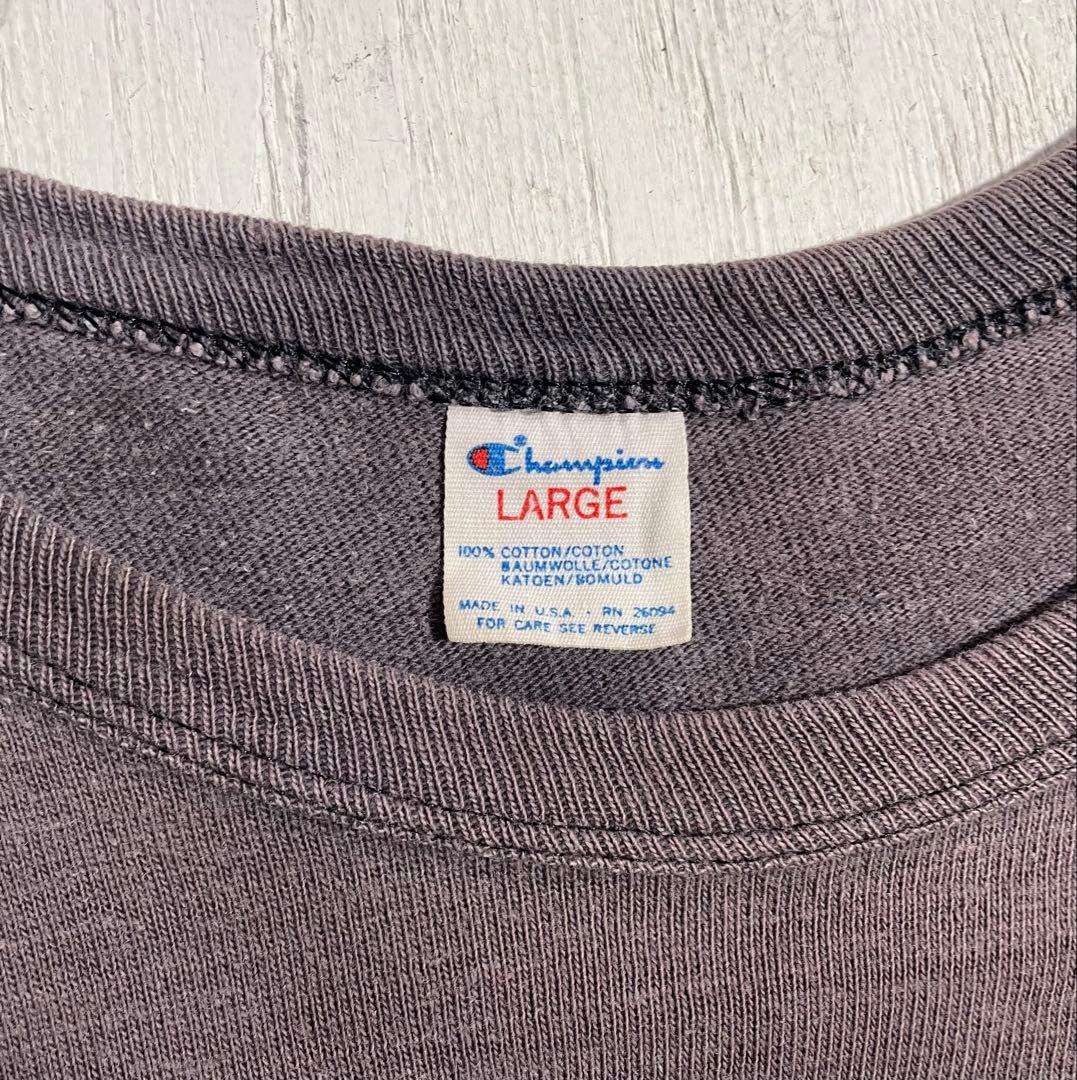 Champion
LARGE
100% COTTON/COTON
BAUMWOLLE/COTONE
KATOEN/BOMULD
MADE IN U.S.A. · RN 26094
FOR CARE SEE REVERSE